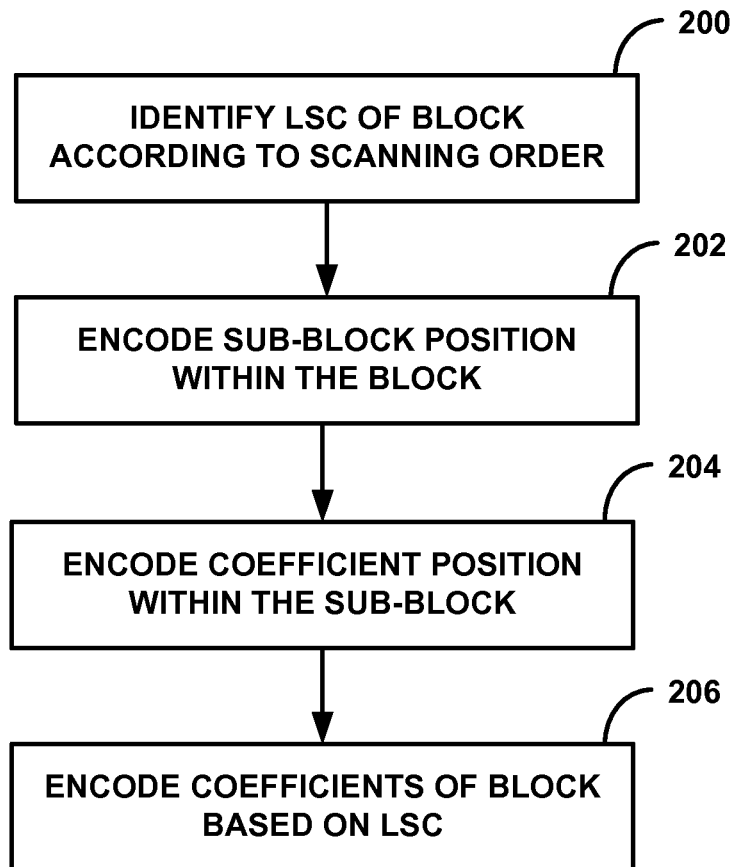 200
IDENTIFY LSC OF BLOCK
ACCORDING TO SCANNING ORDER
202
ENCODE SUB-BLOCK POSITION
WITHIN THE BLOCK
204
ENCODE COEFFICIENT POSITION
WITHIN THE SUB-BLOCK
206
ENCODE COEFFICIENTS OF BLOCK
BASED ON LSC